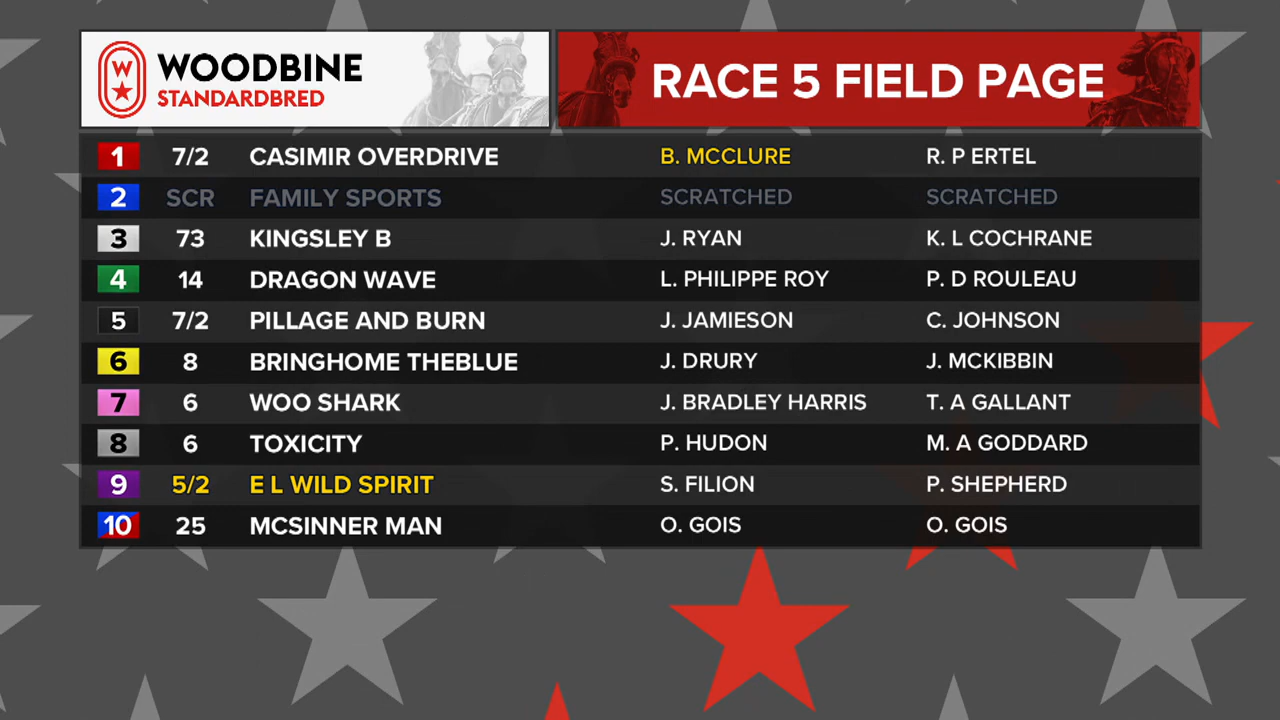 W
WOODBINE
STANDARDBRED
RACE 5 FIELD PAGE
1 7/2 CASIMIR OVERDRIVE B. MCCLURE R. P ERTEL
2 SCR FAMILY SPORTS SCRATCHED SCRATCHED
3 73 KINGSLEY B J. RYAN K. L COCHRANE
4 14 DRAGON WAVE L. PHILIPPE ROY P. D ROULEAU
5 7/2 PILLAGE AND BURN J. JAMIESON C. JOHNSON
6 8 BRINGHOME THEBLUE J. DRURY J. MCKIBBIN
7 6 WOO SHARK J. BRADLEY HARRIS T. A GALLANT
8 6 TOXICITY P. HUDON M. A GODDARD
9 5/2 E L WILD SPIRIT S. FILION P. SHEPHERD
10 25 MCSINNER MAN O. GOIS O. GOIS